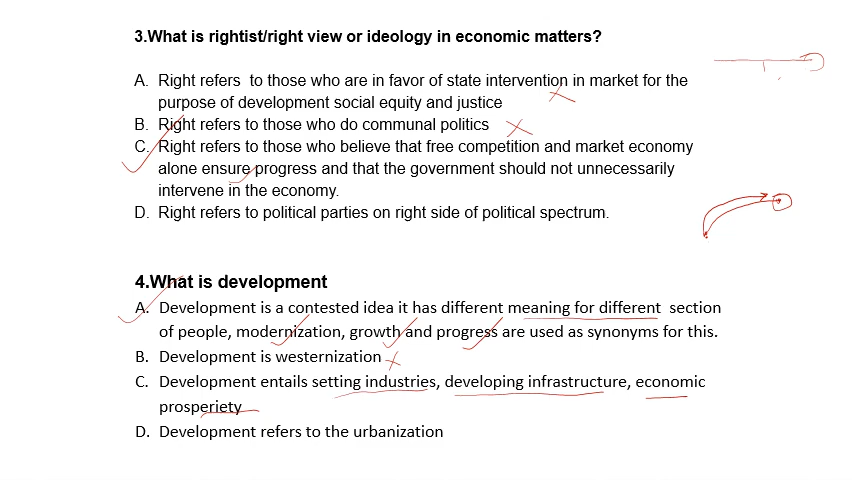 3.What is rightist/right view or ideology in economic matters?
A. Right refers to those who are in favor of state intervention in market for the
purpose of development social equity and justice
B. Right refers to those who do communal politics
C. Right refers to those who believe that free competition and market economy
alone ensure progress and that the government should not unnecessarily
intervene in the economy.
D. Right refers to political parties on right side of political spectrum.
4.What is development
A. Development is a contested idea it has different meaning for different section
of people, modernization, growth and progress are used as synonyms for this.
B. Development is westernization
C. Development entails setting industries, developing infrastructure, economic
prosperiety
D. Development refers to the urbanization